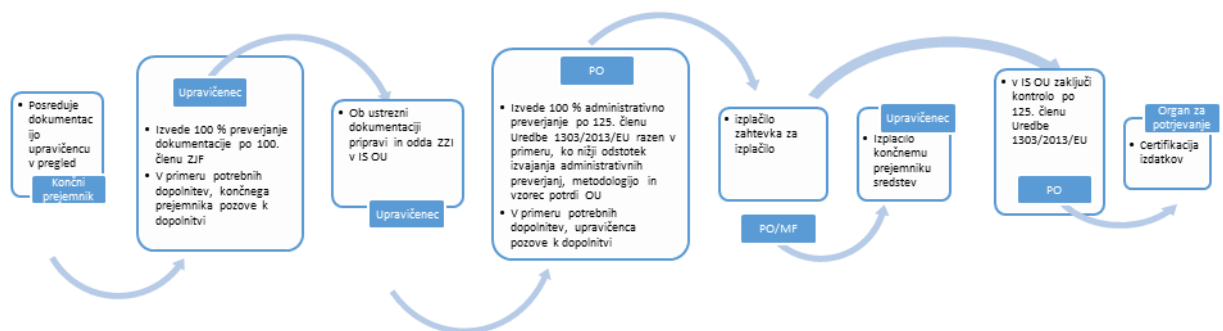 • Posreduje
dokumentac
ijo
upravičencu
v pregled
Končni
prejemnik
Upravičenec
• Izvede 100 % preverjanje
dokumentacije po 100.
členu ZJF
• V primeru potrebnih
dopolnitev, končnega
prejemnika pozove k
dopolnitvi
• Ob ustrezni
dokumentaciji
pripravi in odda ZZI
v IS OU
Upravičenec
PO
• Izvede 100 % administrativno
preverjanje po 125. členu
Uredbe 1303/2013/EU razen v
primeru, ko nižji odstotek
izvajanja administrativnih
preverjanj, metodologijo in
vzorec potrdi OU
• V primeru potrebnih
dopolnitev, upravičenca
pozove k dopolnitvi
• izplačilo
zahtevka za
izplačilo
PO/MF
Upravičenec
• Izplačilo
končnemu
prejemniku
sredstev
• v IS OU zaključi
kontrolo po
125. členu
Uredbe
1303/2013/EU
PO
Organ za
potrjevanje
• Certifikacija
izdatkov